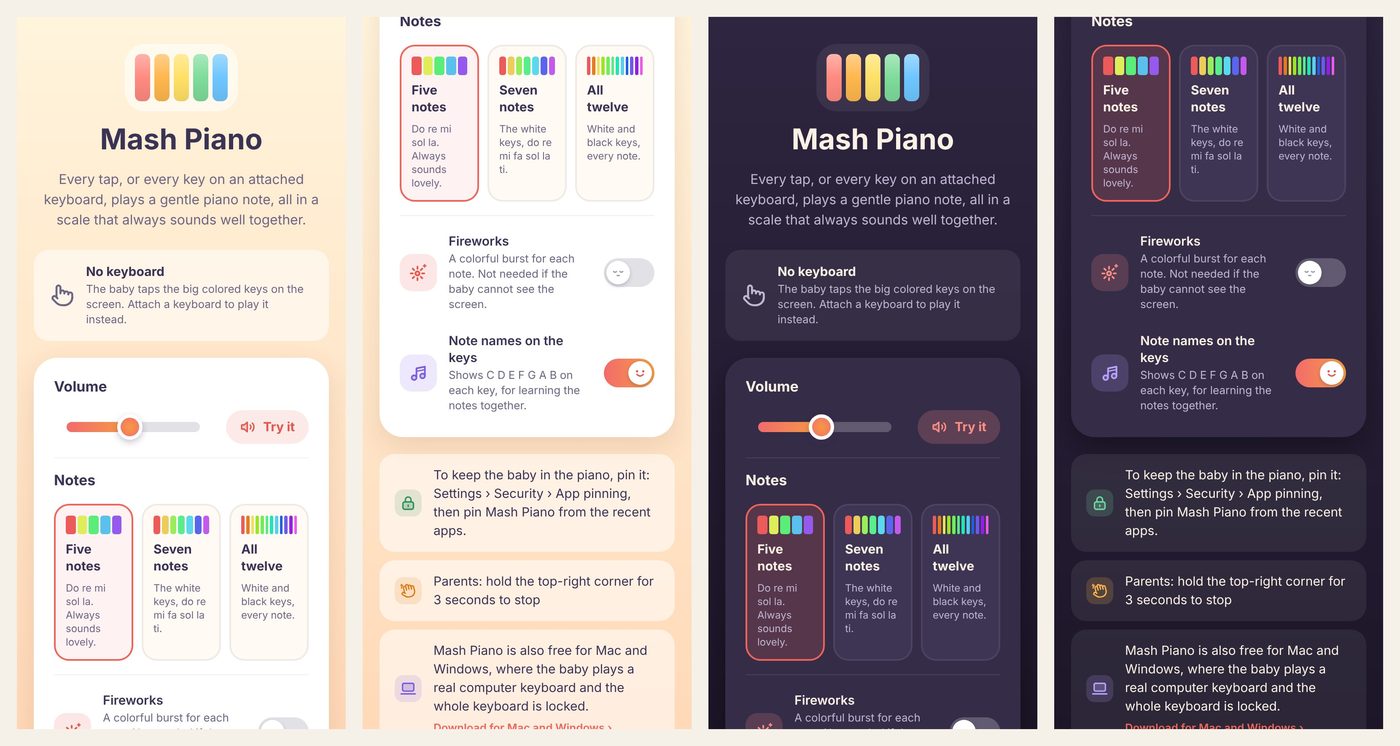 Mash Piano
Every tap, or every key on an attached
keyboard, plays a gentle piano note, all in a
scale that always sounds well together.
No keyboard
The baby taps the big colored keys on the
screen. Attach a keyboard to play it
instead.
Volume
Try it
Notes
Five
notes
Do re mi
sol la.
Always
sounds
lovely.
Seven
notes
The white
keys, do re
mi fa sol la
ti.
All
twelve
White and
black keys,
every note.
Fireworks
A colorful burst for each
Notes
Five
notes
Do re mi
sol la.
Always
sounds
lovely.
Seven
notes
The white
keys, do re
mi fa sol la
ti.
All
twelve
White and
black keys,
every note.
Fireworks
A colorful burst for each
note. Not needed if the
baby cannot see the
screen.
Note names on the
keys
Shows C D E F G A B on
each key, for learning the
notes together.
To keep the baby in the piano, pin it:
Settings › Security › App pinning,
then pin Mash Piano from the recent
apps.
Parents: hold the top-right corner for
3 seconds to stop
Mash Piano is also free for Mac and
Windows, where the baby plays a
real computer keyboard and the
whole keyboard is locked.
Download for Mac and Windows ›
Mash Piano
Every tap, or every key on an attached
keyboard, plays a gentle piano note, all in a
scale that always sounds well together.
No keyboard
The baby taps the big colored keys on the
screen. Attach a keyboard to play it
instead.
Volume
Try it
Notes
Five
notes
Do re mi
sol la.
Always
sounds
lovely.
Seven
notes
The white
keys, do re
mi fa sol la
ti.
All
twelve
White and
black keys,
every note.
Fireworks
A colorful burst for each
Notes
Five
notes
Do re mi
sol la.
Always
sounds
lovely.
Seven
notes
The white
keys, do re
mi fa sol la
ti.
All
twelve
White and
black keys,
every note.
Fireworks
A colorful burst for each
note. Not needed if the
baby cannot see the
screen.
Note names on the
keys
Shows C D E F G A B on
each key, for learning the
notes together.
To keep the baby in the piano, pin it:
Settings › Security › App pinning,
then pin Mash Piano from the recent
apps.
Parents: hold the top-right corner for
3 seconds to stop
Mash Piano is also free for Mac and
Windows, where the baby plays a
real computer keyboard and the
whole keyboard is locked.
Download for Mac and Windows ›